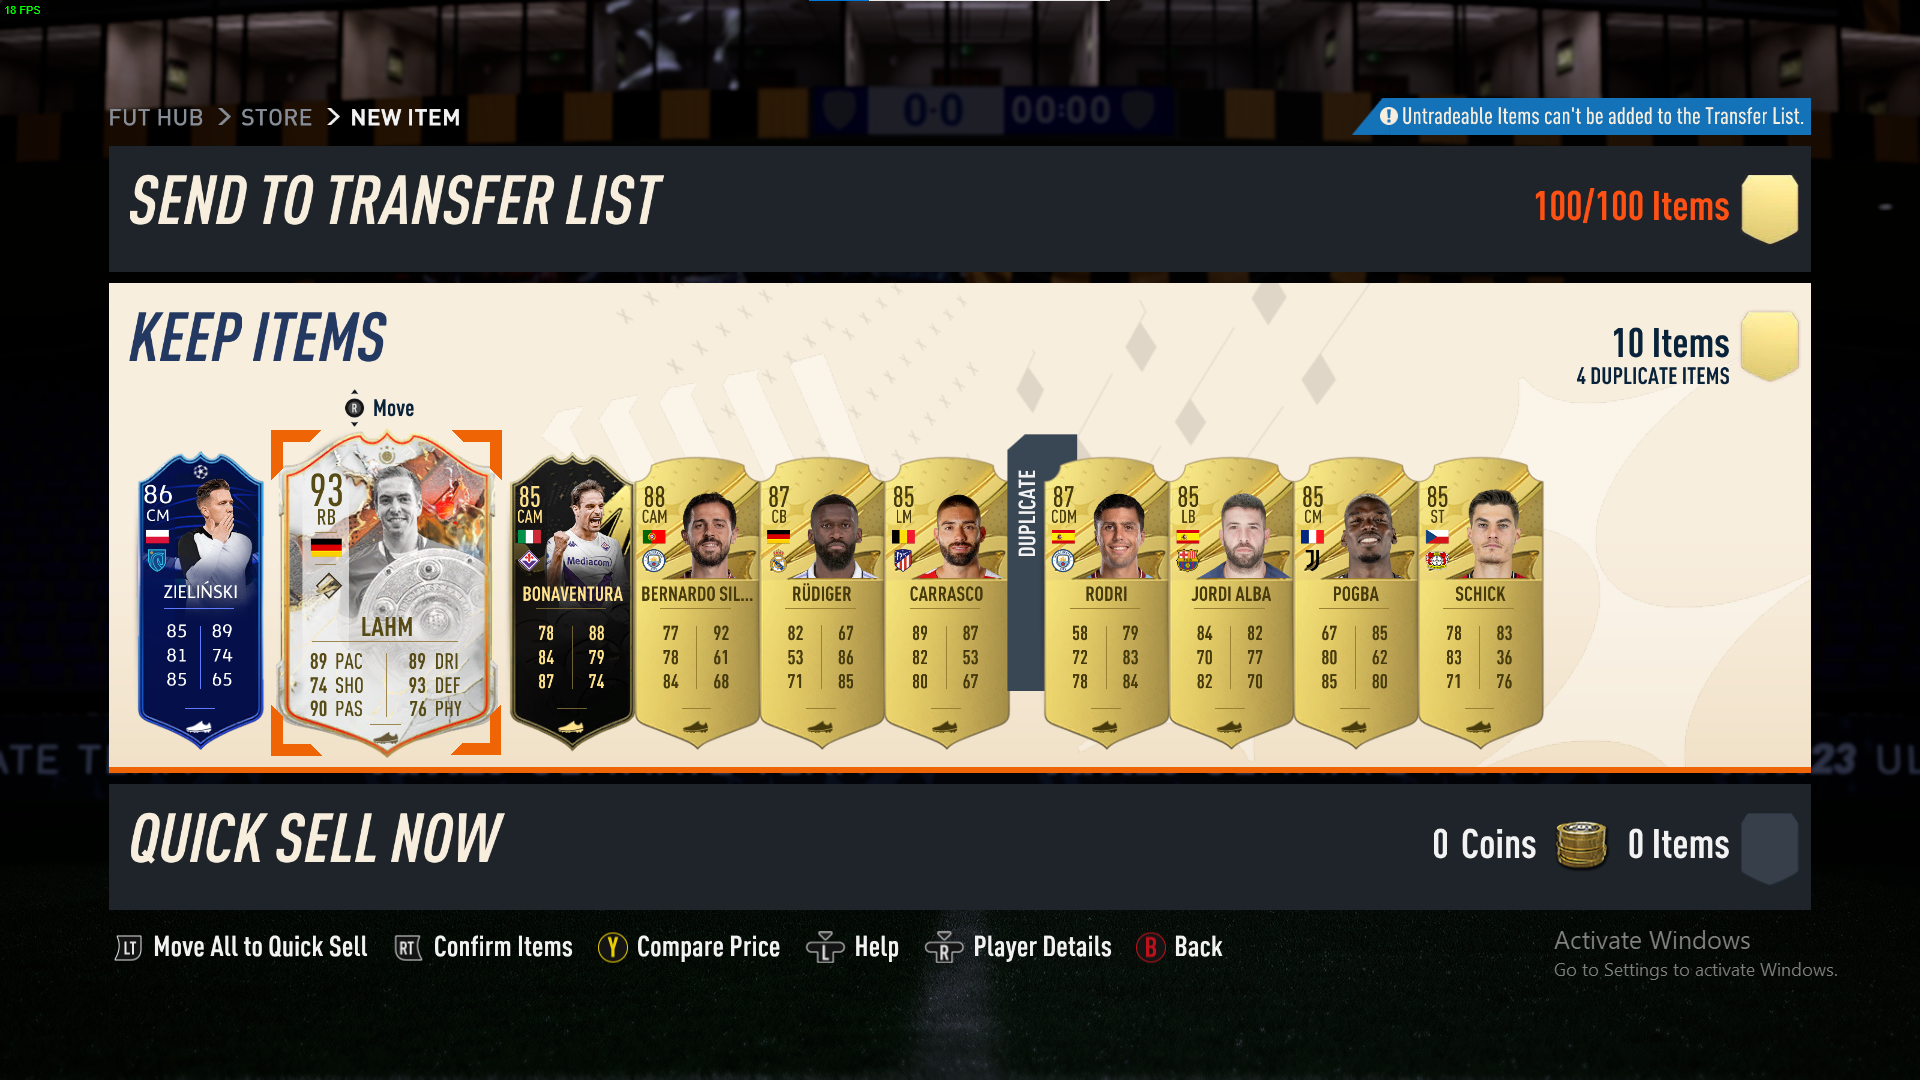 18 FPS
0-0 00:00
FUT HUB > STORE > NEW ITEM
Untradeable Items can't be added to the Transfer List.
SEND TO TRANSFER LIST
100/100 Items
KEEP ITEMS
10 Items
4 DUPLICATE ITEMS
R Move
86
CM
ZIELIŃSKI
85 89
81 74
85 65
93
RB
LAHM
89 PAC 89 DRI
74 SHO 93 DEF
90 PAS 76 PHY
85
CAM
Mediacom
BONAVENTURA
78 88
84 79
87 74
88
CAM
BERNARDO SIL...
77 92
78 61
84 68
87
CB
RÜDIGER
82 67
53 86
71 85
85
LM
CARRASCO
89 87
82 53
80 67
DUPLICATE
87
CDM
RODRI
58 79
72 83
78 84
85
LB
JORDI ALBA
84 82
70 77
82 70
85
CM
POGBA
67 85
80 62
85 80
85
ST
SCHICK
78 83
83 36
71 76
ATE T
23 UL
QUICK SELL NOW
0 Coins 0 Items
LT Move All to Quick Sell RT Confirm Items Y Compare Price L Help R Player Details B Back
Activate Windows
Go to Settings to activate Windows.